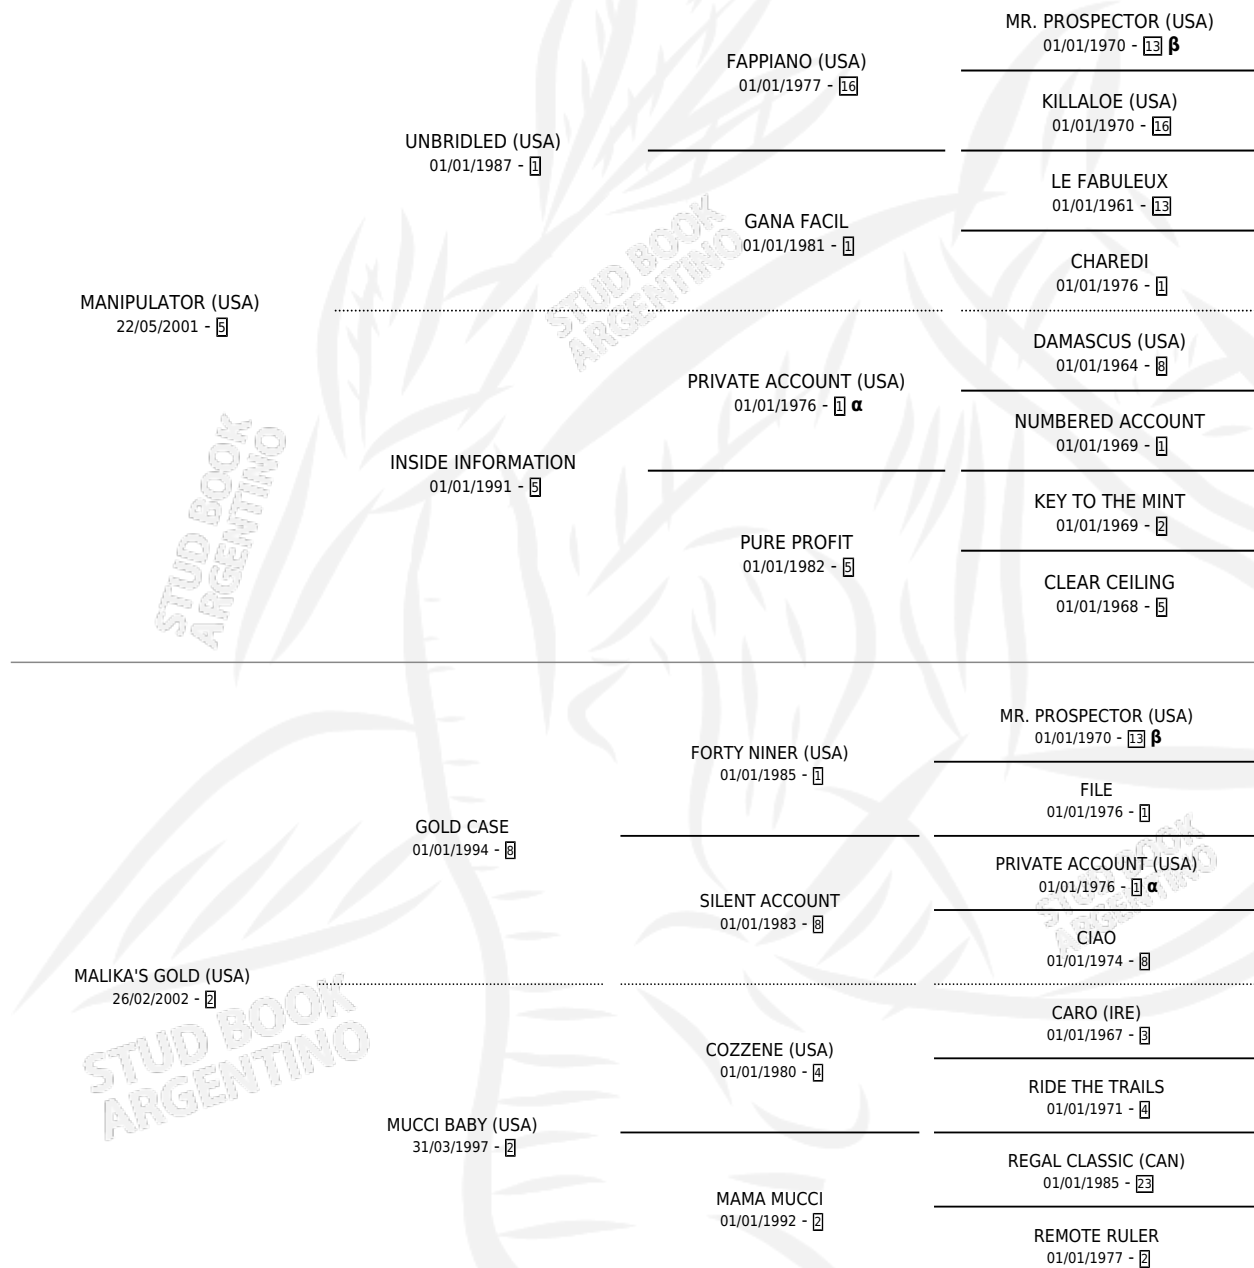 MR. PROSPECTOR (USA)
01/01/1970 - 13 β
FAPPIANO (USA)
01/01/1977 - 16
KILLALOE (USA)
01/01/1970 - 16
UNBRIDLED (USA)
01/01/1987 - 1
LE FABULEUX
01/01/1961 - 13
GANA FACIL
01/01/1981 - 1
CHAREDI
01/01/1976 - 1
MANIPULATOR (USA)
22/05/2001 - 5
DAMASCUS (USA)
01/01/1964 - 8
PRIVATE ACCOUNT (USA)
01/01/1976 - 1 α
NUMBERED ACCOUNT
01/01/1969 - 1
INSIDE INFORMATION
01/01/1991 - 5
KEY TO THE MINT
01/01/1969 - 2
PURE PROFIT
01/01/1982 - 5
CLEAR CEILING
01/01/1968 - 5
MR. PROSPECTOR (USA)
01/01/1970 - 13 β
FORTY NINER (USA)
01/01/1985 - 1
FILE
01/01/1976 - 1
GOLD CASE
01/01/1994 - 8
PRIVATE ACCOUNT (USA)
01/01/1976 - 1 α
SILENT ACCOUNT
01/01/1983 - 8
CIAO
01/01/1974 - 8
MALIKA'S GOLD (USA)
26/02/2002 - 2
CARO (IRE)
01/01/1967 - 3
COZZENE (USA)
01/01/1980 - 4
RIDE THE TRAILS
01/01/1971 - 4
MUCCI BABY (USA)
31/03/1997 - 2
REGAL CLASSIC (CAN)
01/01/1985 - 23
MAMA MUCCI
01/01/1992 - 2
REMOTE RULER
01/01/1977 - 2
STUD BOOK
ARGENTINO
STUD BOOK
ARGENTINO
STUD BOOK
ARGENTINO
STUD BOOK
ARGENTINO